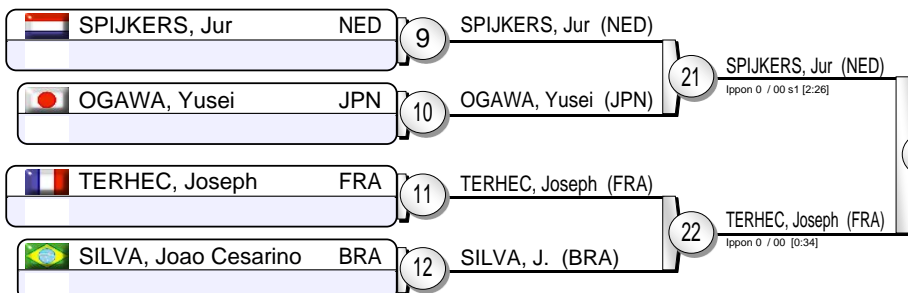 SPIJKERS, Jur NED
9
SPIJKERS, Jur (NED)
21
SPIJKERS, Jur (NED)
Ippon 0 / 00 s1 [2:26]
OGAWA, Yusei JPN
10
OGAWA, Yusei (JPN)
TERHEC, Joseph FRA
11
TERHEC, Joseph (FRA)
22
TERHEC, Joseph (FRA)
Ippon 0 / 00 [0:34]
SILVA, Joao Cesarino BRA
12
SILVA, J. (BRA)